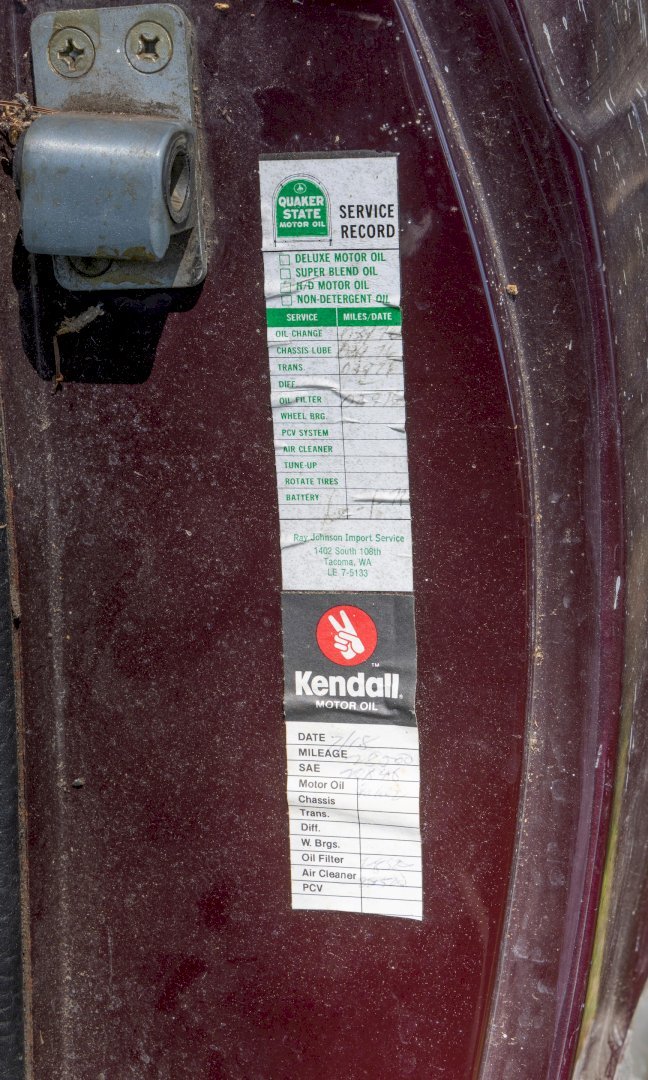 QUAKER
STATE
MOTOR OIL
SERVICE
RECORD
DELUXE MOTOR OIL
SUPER BLEND OIL
H/D MOTOR OIL
NON-DETERGENT OIL
SERVICE MILES/DATE
OIL CHANGE
CHASSIS LUBE
TRANS.
DIFF.
OIL FILTER
WHEEL BRG.
PCV SYSTEM
AIR CLEANER
TUNE-UP
ROTATE TIRES
BATTERY
Ray Johnson Import Service
1402 South 108th
Tacoma, WA
LE 7-5133
Kendall
MOTOR OIL
DATE
MILEAGE
SAE
Motor Oil
Chassis
Trans.
Diff.
W. Brgs.
Oil Filter
Air Cleaner
PCV